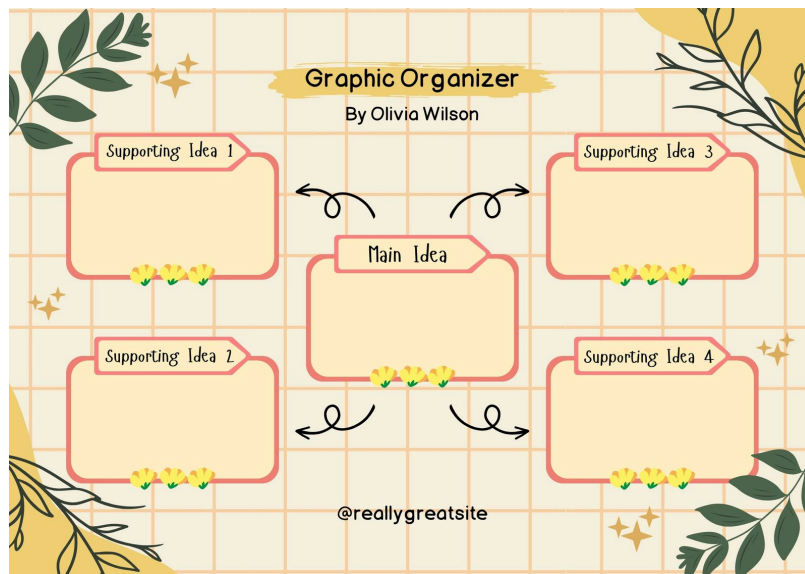 Graphic Organizer
By Olivia Wilson
Supporting Idea 1
Supporting Idea 3
Main Idea
Supporting Idea 2
Supporting Idea 4
@reallygreatsite